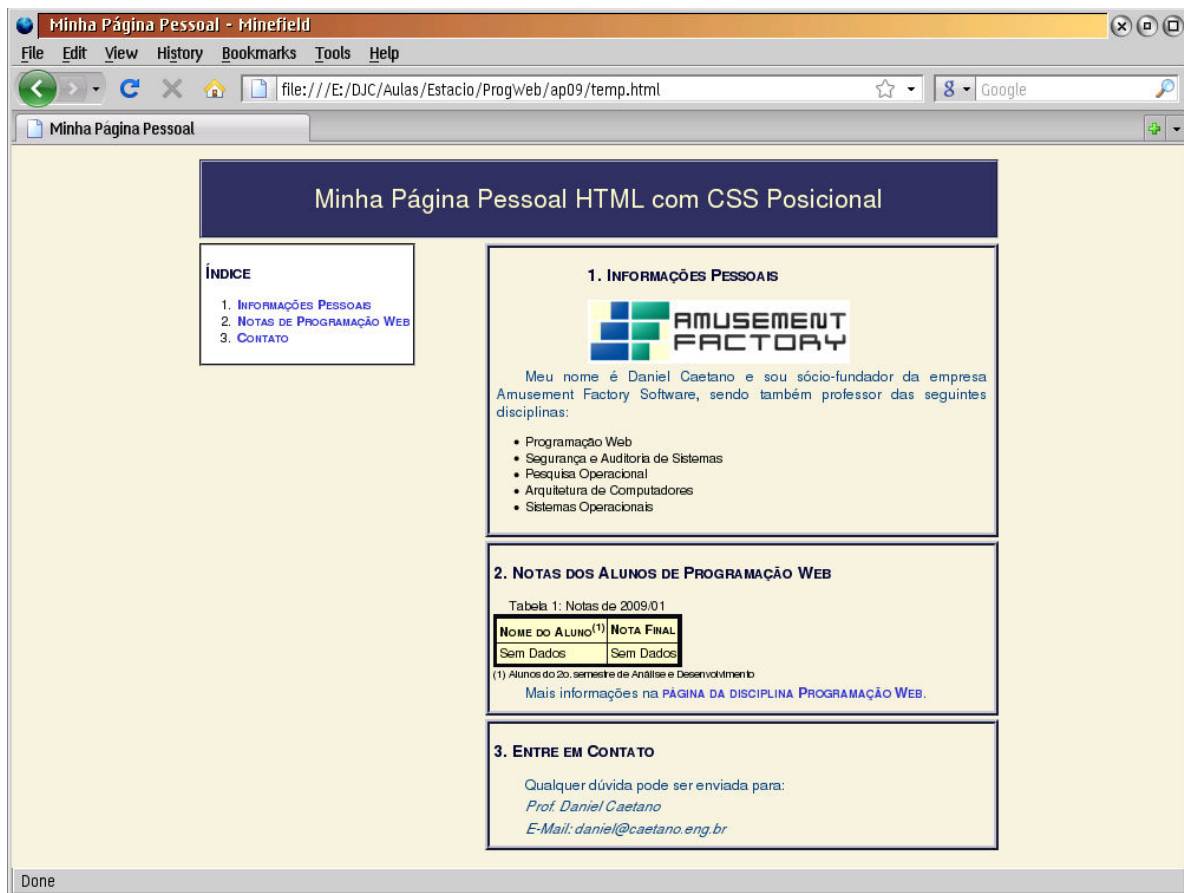 Minha Página Pessoal - Minefield
File Edit View History Bookmarks Tools Help
file:///E:/DJC/Aulas/Estacio/ProgWeb/ap09/temp.html
Google
Minha Página Pessoal
Minha Página Pessoal HTML com CSS Posicional
Índice
1. Informações Pessoais
2. Notas de Programação Web
3. Contato
1. Informações Pessoais
AMUSEMENT
FACTORY
Meu nome é Daniel Caetano e sou sócio-fundador da empresa
Amusement Factory Software, sendo também professor das seguintes
disciplinas:
• Programação Web
• Segurança e Auditoria de Sistemas
• Pesquisa Operacional
• Arquitetura de Computadores
• Sistemas Operacionais
2. Notas dos Alunos de Programação Web
Tabela 1: Notas de 2009/01
Nome do Aluno(1) Nota Final
Sem Dados Sem Dados
(1) Alunos do 2o. semestre de Análise e Desenvolvimento
Mais informações na página da disciplina Programação Web.
3. Entre em Contato
Qualquer dúvida pode ser enviada para:
Prof. Daniel Caetano
E-Mail: daniel@caetano.eng.br
Done